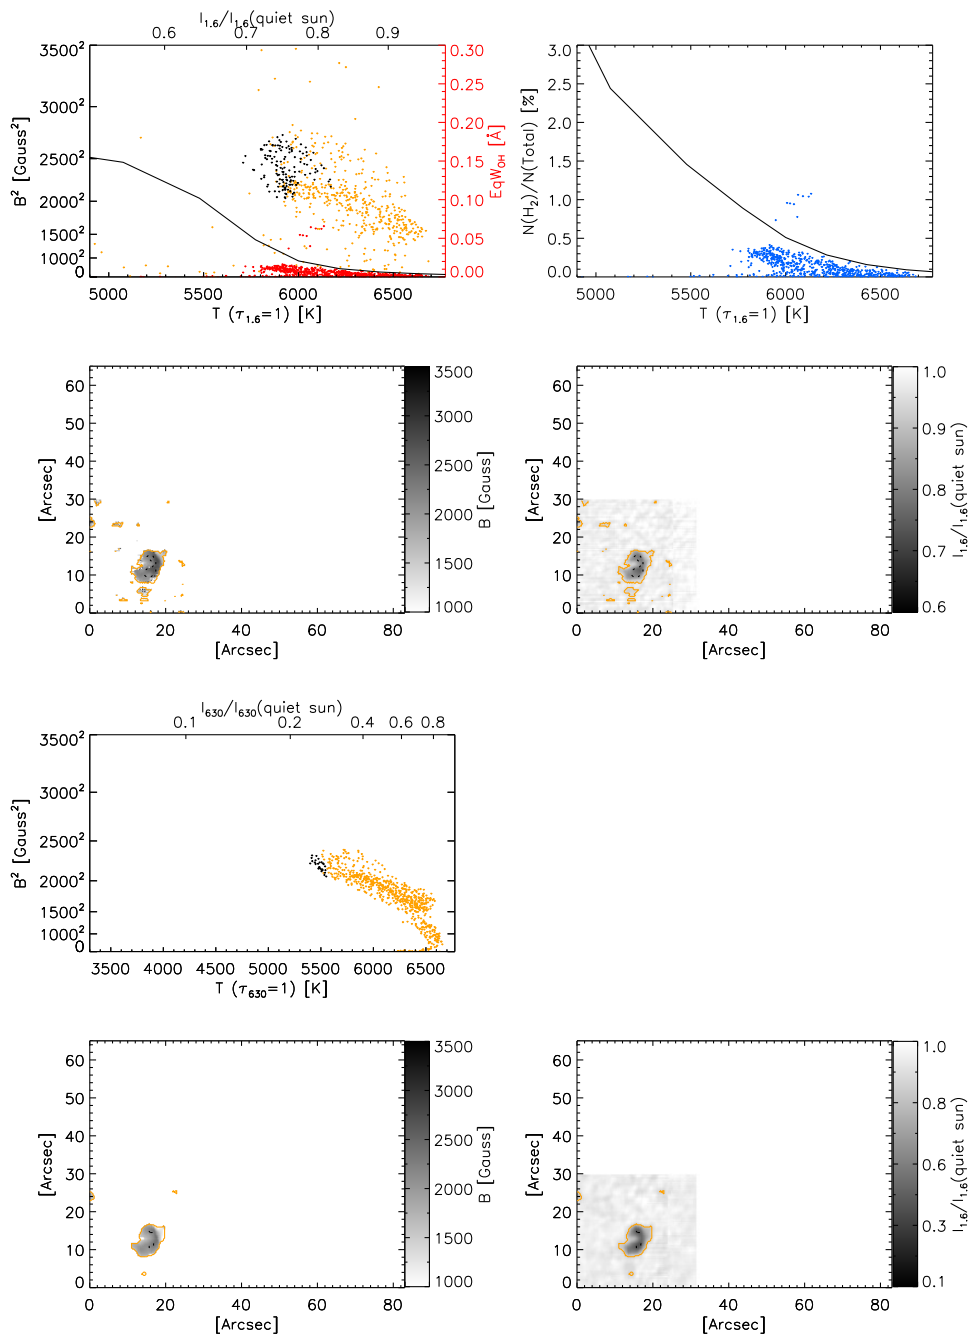 I1.6/I1.6(quiet sun)
0.6 0.7 0.8 0.9
3500² 3000² 2500² 2000² 1500² 1000² 0
B² [Gauss²]
0.30 0.25 0.20 0.15 0.10 0.05 0.00
EqWOH [Å]
5000 5500 6000 6500
T (τ1.6=1) [K]
3.0 2.5 2.0 1.5 1.0 0.5 0.0
N(H2)/N(Total) [%]
5000 5500 6000 6500
T (τ1.6=1) [K]
60 50 40 30 20 10 0
[Arcsec]
3500 3000 2500 2000 1500 1000
B [Gauss]
0 20 40 60 80
[Arcsec]
60 50 40 30 20 10 0
[Arcsec]
1.0 0.9 0.8 0.7 0.6
I1.6/I1.6(quiet sun)
0 20 40 60 80
[Arcsec]
I630/I630(quiet sun)
0.1 0.2 0.4 0.6 0.8
3500² 3000² 2500² 2000² 1500² 1000² 0
B² [Gauss²]
3500 4000 4500 5000 5500 6000 6500
T (τ630=1) [K]
60 50 40 30 20 10 0
[Arcsec]
3500 3000 2500 2000 1500 1000
B [Gauss]
0 20 40 60 80
[Arcsec]
60 50 40 30 20 10 0
[Arcsec]
1.0 0.8 0.6 0.3 0.1
I1.6/I1.6(quiet sun)
0 20 40 60 80
[Arcsec]